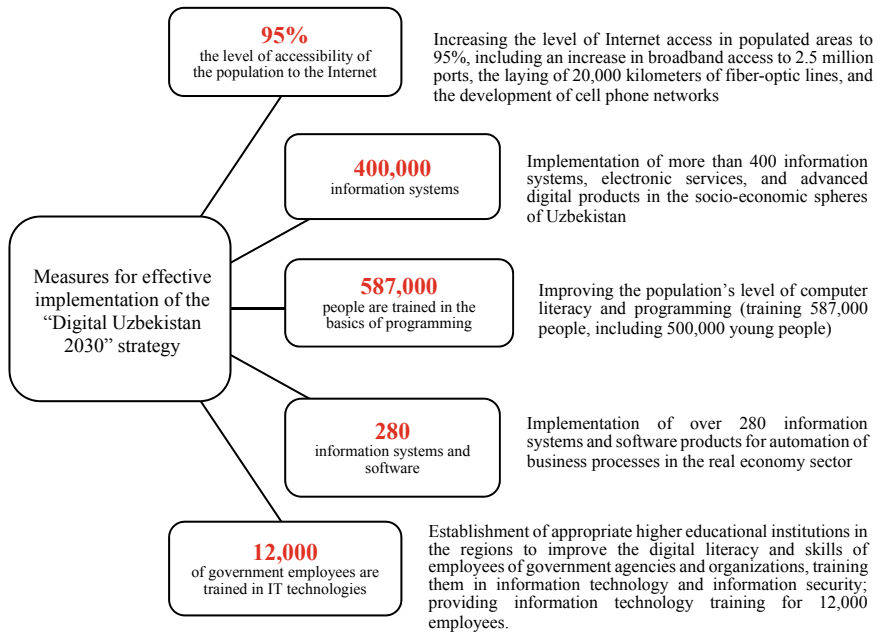 95%
the level of accessibility of
the population to the Internet
Increasing the level of Internet access in populated areas to
95%, including an increase in broadband access to 2.5 million
ports, the laying of 20,000 kilometers of fiber-optic lines, and
the development of cell phone networks
400,000
information systems
Implementation of more than 400 information
systems, electronic services, and advanced
digital products in the socio-economic spheres
of Uzbekistan
Measures for effective
implementation of the
“Digital Uzbekistan
2030” strategy
587,000
people are trained in the
basics of programming
Improving the population’s level of computer
literacy and programming (training 587,000
people, including 500,000 young people)
280
information systems and
software
Implementation of over 280 information
systems and software products for automation of
business processes in the real economy sector
12,000
of government employees are
trained in IT technologies
Establishment of appropriate higher educational institutions in
the regions to improve the digital literacy and skills of
employees of government agencies and organizations, training
them in information technology and information security;
providing information technology training for 12,000
employees.